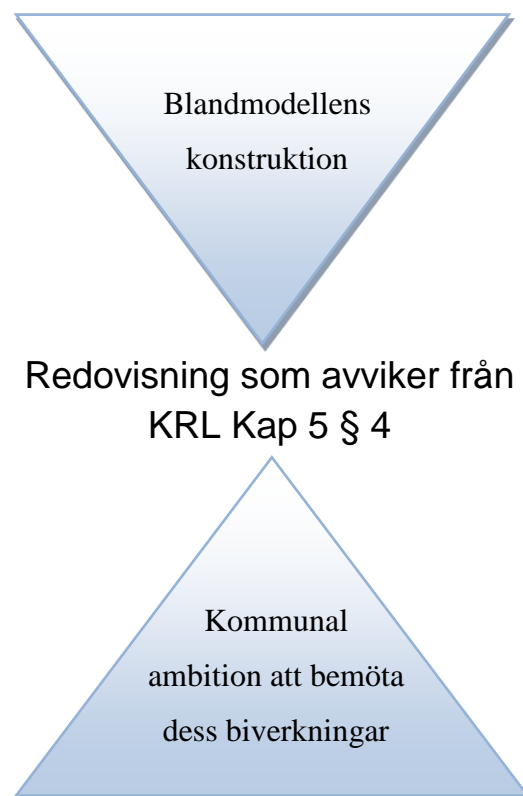 Blandmodellens
konstruktion
Redovisning som avviker från
KRL Kap 5 § 4
Kommunal
ambition att bemöta
dess biverkningar